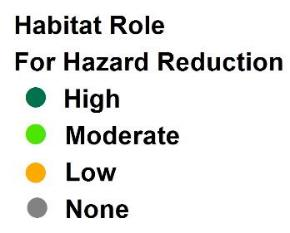 Habitat Role
For Hazard Reduction
High
Moderate
Low
None